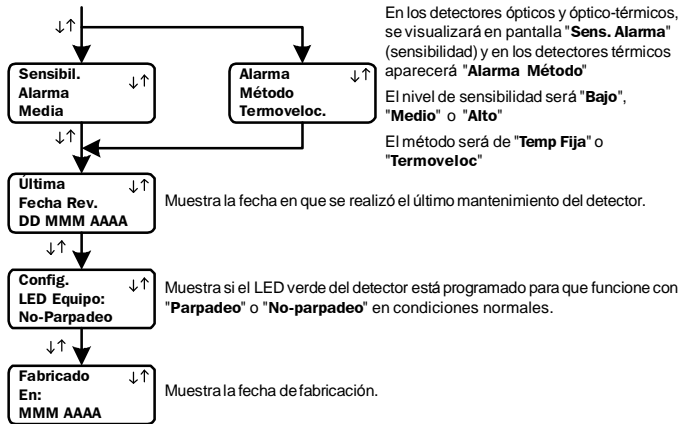 ↓↑
Sensibil. ↓↑
Alarma
Media
Alarma ↓↑
Método
Termoveloc.
En los detectores ópticos y óptico-térmicos,
se visualizará en pantalla "Sens. Alarma"
(sensibilidad) y en los detectores térmicos
aparecerá "Alarma Método"
El nivel de sensibilidad será "Bajo",
"Medio" o "Alto"
El método será de "Temp Fija" o
"Termoveloc"
↓↑
Última ↓↑
Fecha Rev.
DD MMM AAAA
Muestra la fecha en que se realizó el último mantenimiento del detector.
↓↑
Config. ↓↑
LED Equipo:
No-Parpadeo
Muestra si el LED verde del detector está programado para que funcione con
"Parpadeo" o "No-parpadeo" en condiciones normales.
↓↑
Fabricado ↓↑
En:
MMM AAAA
Muestra la fecha de fabricación.